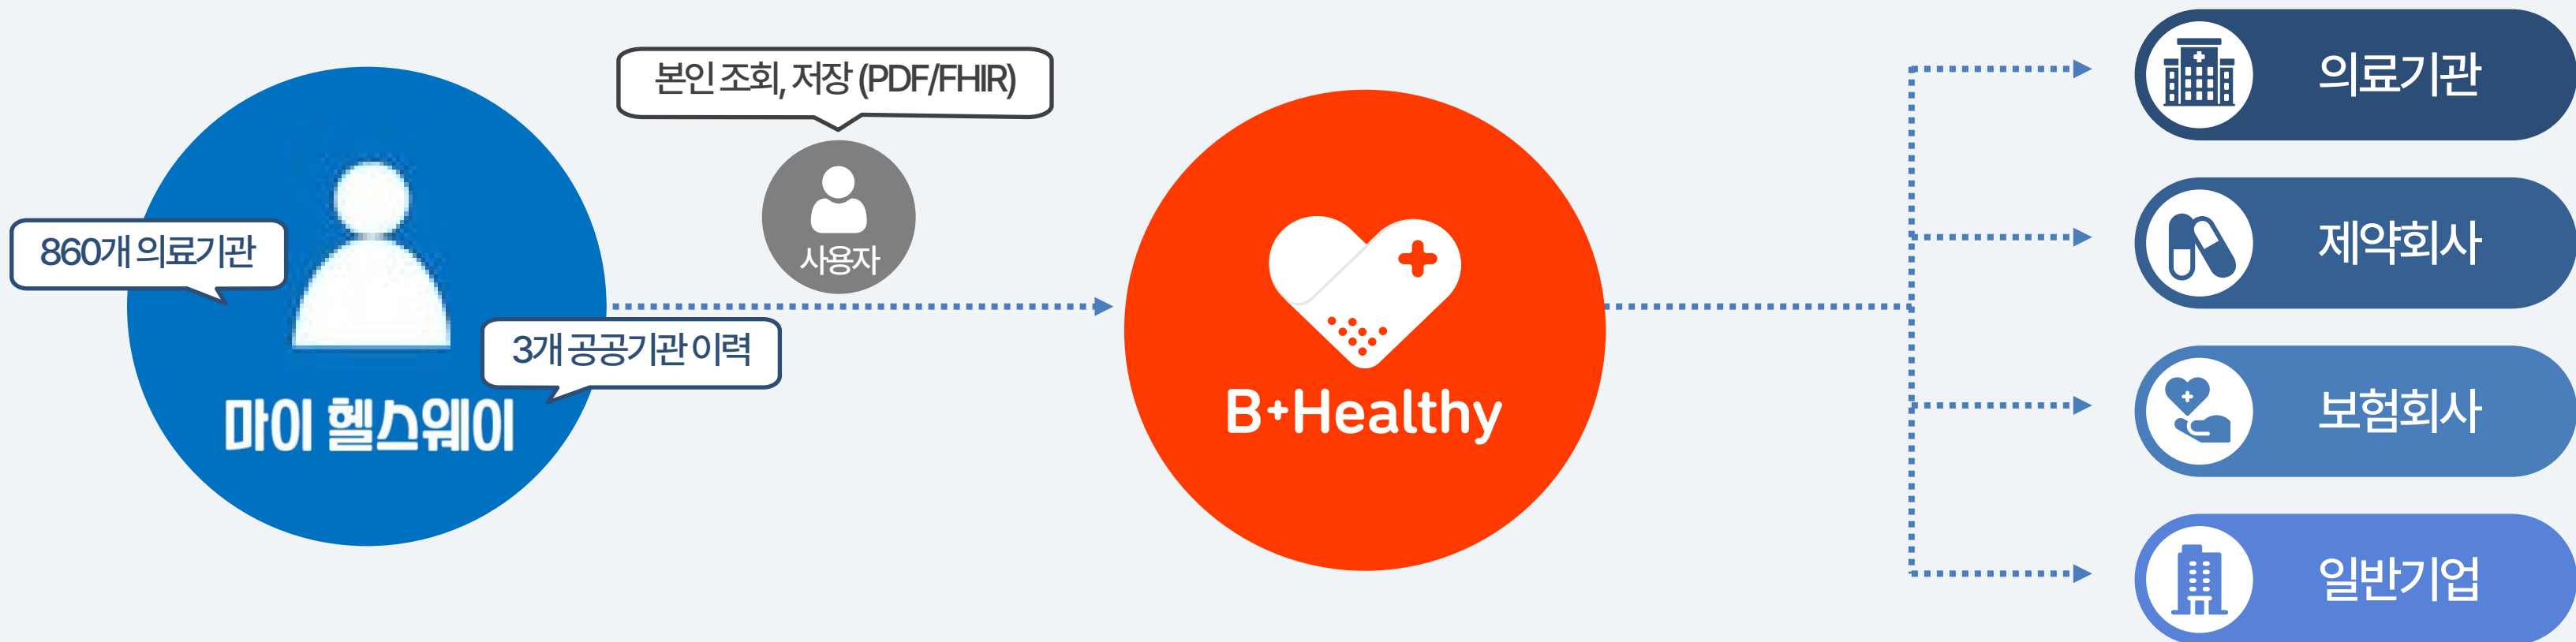 860개 의료기관
3개 공공기관 이력
마이 헬스웨이
본인 조회, 저장 (PDF/FHIR)
사용자
B+Healthy
의료기관
제약회사
보험회사
일반기업